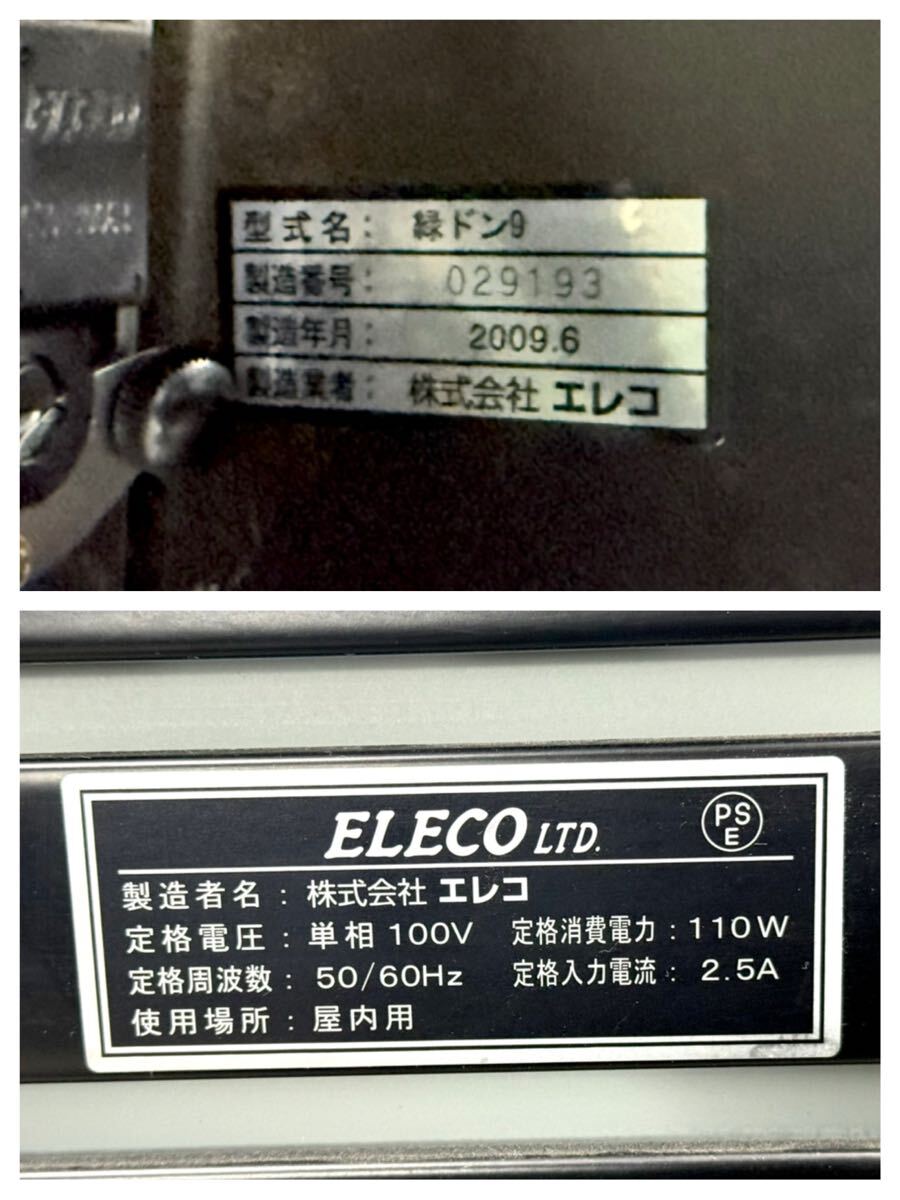 型式名： 緑ドン9
製造番号： 029193
製造年月： 2009.6
製造業者： 株式会社 エレコ
ELECO LTD.
PS
E
製造者名：株式会社 エレコ
定格電圧：単相 100V 定格消費電力：110W
定格周波数：50/60Hz 定格入力電流：2.5A
使用場所：屋内用